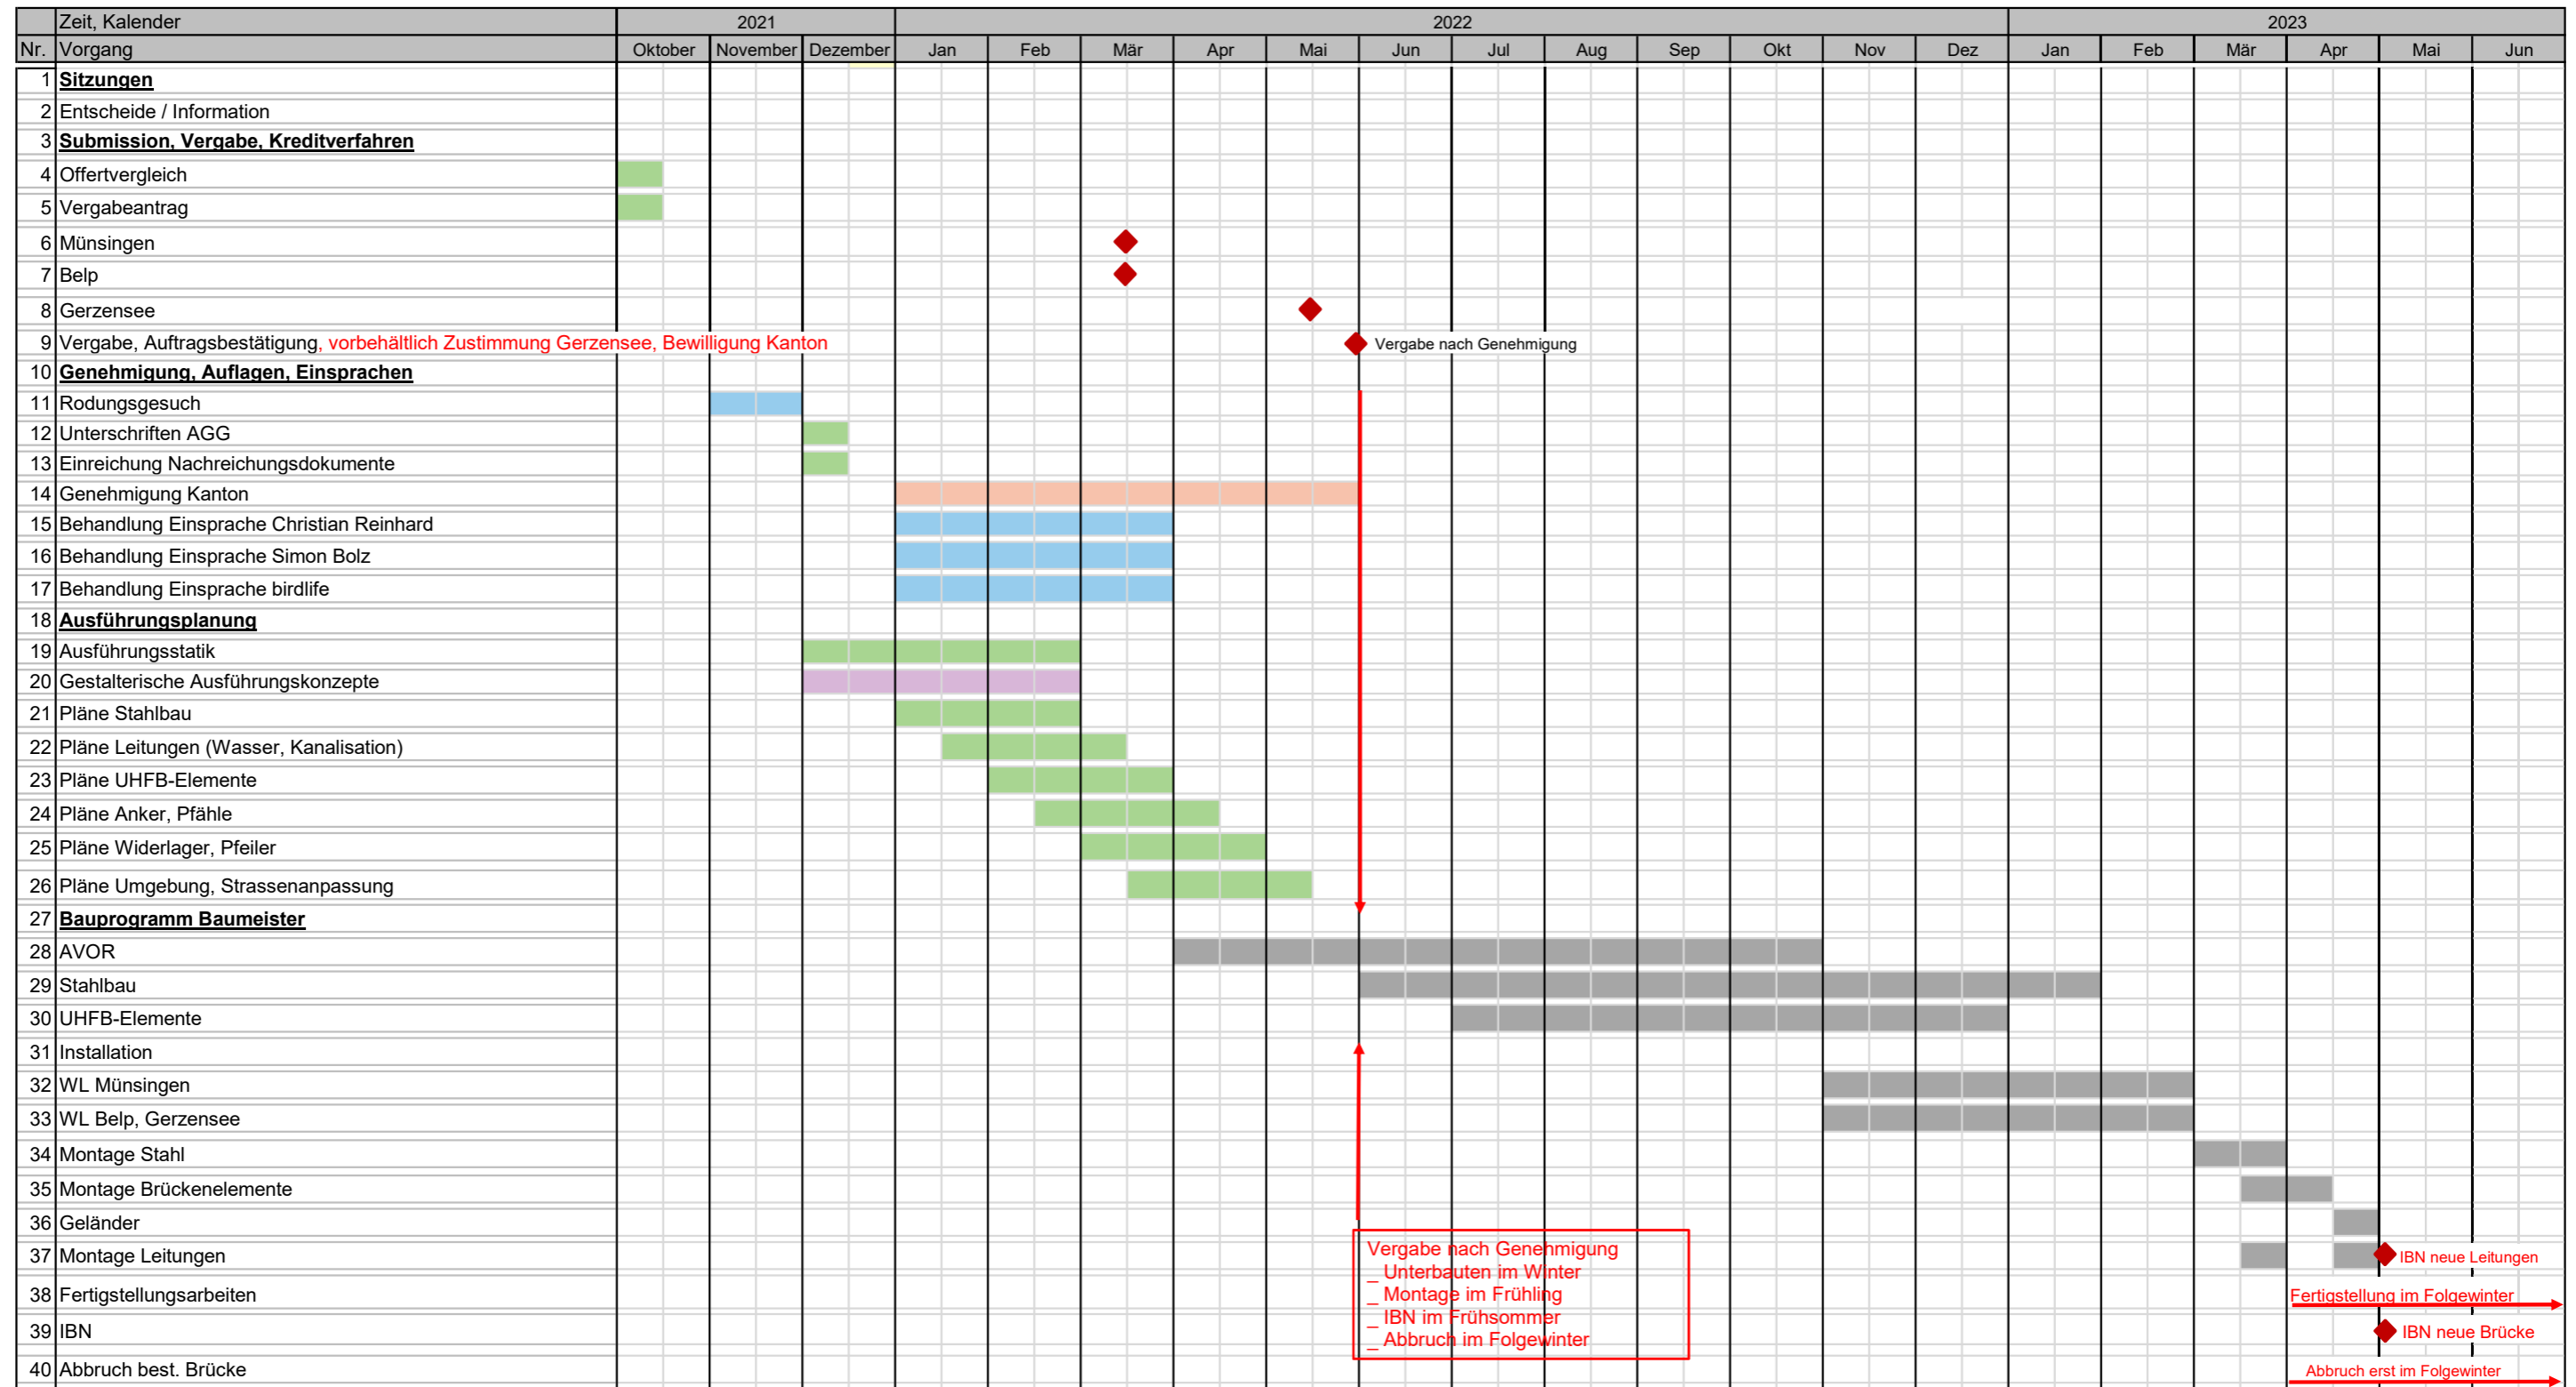 Zeit, Kalender 2021 2022 2023
Nr. Vorgang Oktober November Dezember Jan Feb Mär Apr Mai Jun Jul Aug Sep Okt Nov Dez Jan Feb Mär Apr Mai Jun
1 Sitzungen
2 Entscheide / Information
3 Submission, Vergabe, Kreditverfahren
4 Offertvergleich
5 Vergabeantrag
6 Münsingen
7 Belp
8 Gerzensee
9 Vergabe, Auftragsbestätigung, vorbehältlich Zustimmung Gerzensee, Bewilligung Kanton Vergabe nach Genehmigung
10 Genehmigung, Auflagen, Einsprachen
11 Rodungsgesuch
12 Unterschriften AGG
13 Einreichung Nachreichungsdokumente
14 Genehmigung Kanton
15 Behandlung Einsprache Christian Reinhard
16 Behandlung Einsprache Simon Bolz
17 Behandlung Einsprache birdlife
18 Ausführungsplanung
19 Ausführungsstatik
20 Gestalterische Ausführungskonzepte
21 Pläne Stahlbau
22 Pläne Leitungen (Wasser, Kanalisation)
23 Pläne UHFB-Elemente
24 Pläne Anker, Pfähle
25 Pläne Widerlager, Pfeiler
26 Pläne Umgebung, Strassenanpassung
27 Bauprogramm Baumeister
28 AVOR
29 Stahlbau
30 UHFB-Elemente
31 Installation
32 WL Münsingen
33 WL Belp, Gerzensee
34 Montage Stahl
35 Montage Brückenelemente
36 Geländer
37 Montage Leitungen IBN neue Leitungen
38 Fertigstellungsarbeiten Fertigstellung im Folgewinter
39 IBN IBN neue Brücke
40 Abbruch best. Brücke Abbruch erst im Folgewinter
Vergabe nach Genehmigung
_ Unterbauten im Winter
_ Montage im Frühling
_ IBN im Frühsommer
_ Abbruch im Folgewinter